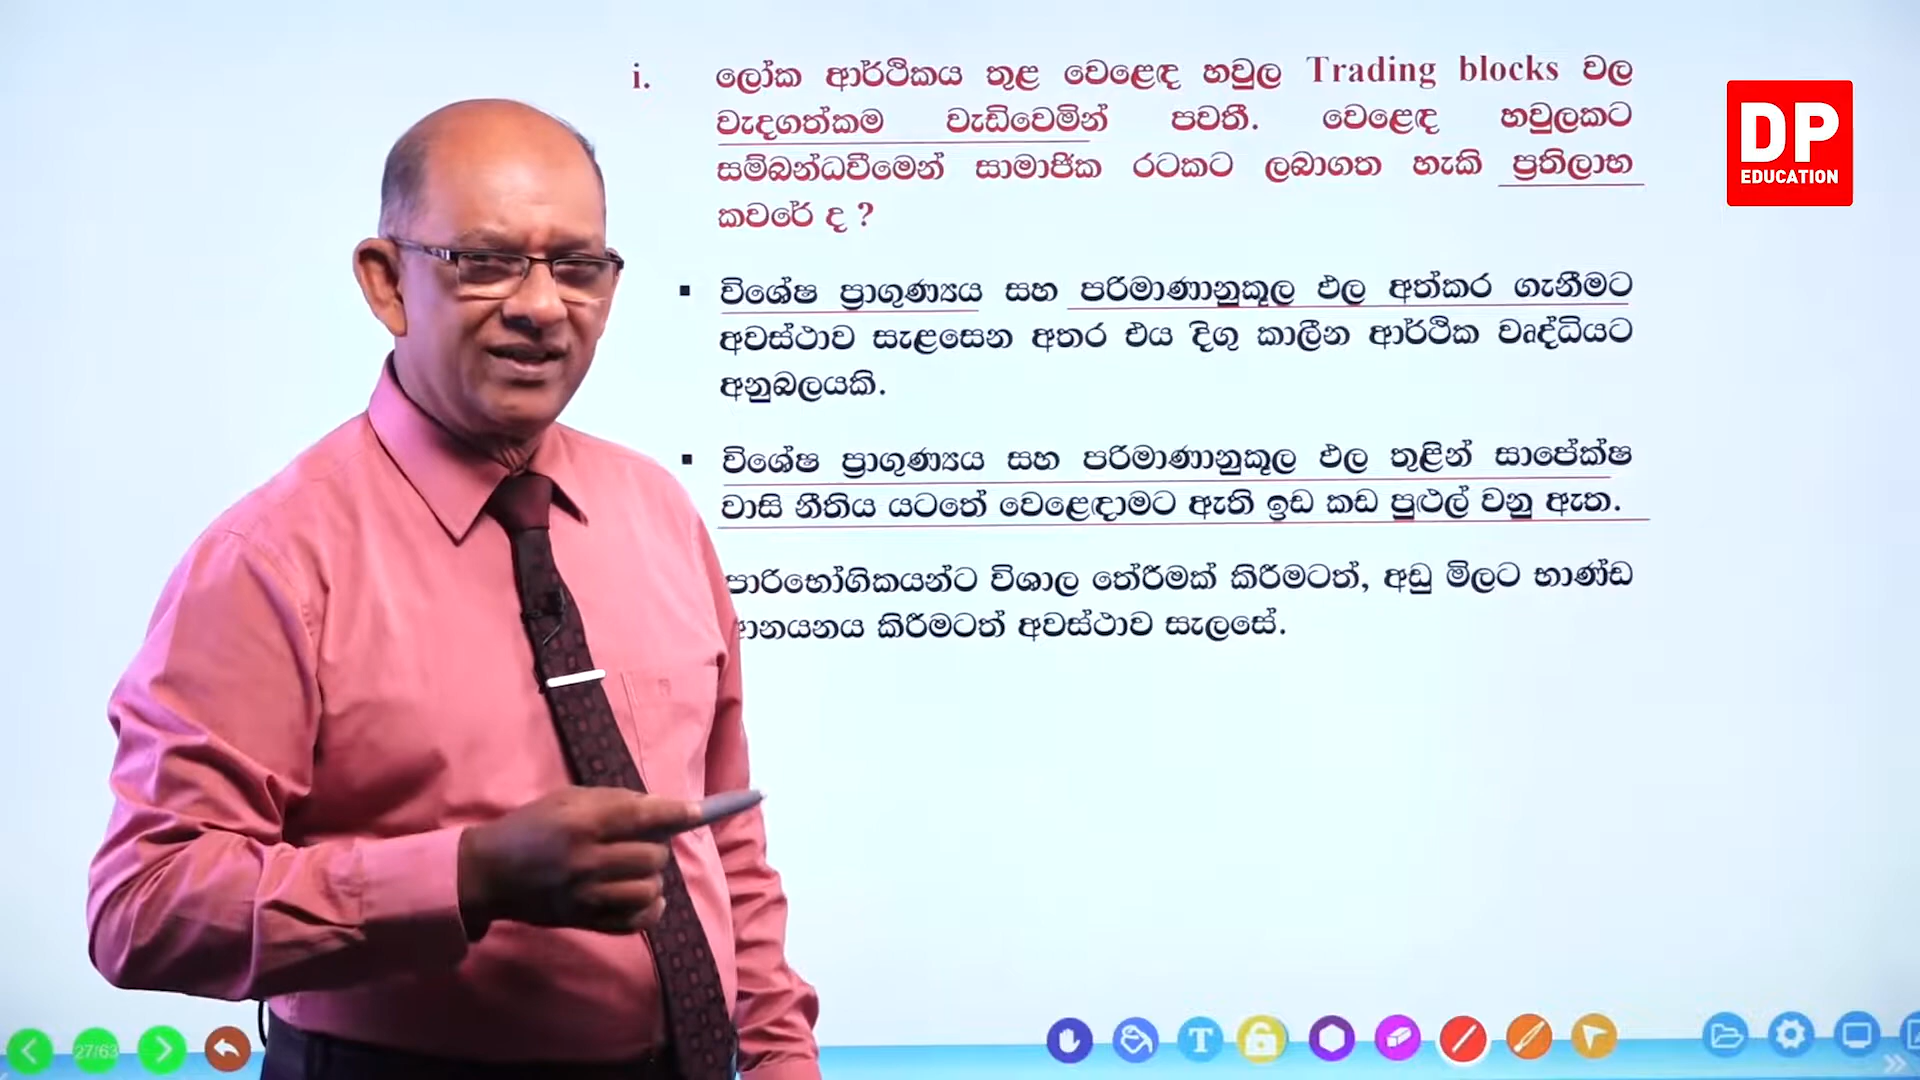 i. ලෝක ආර්ථිකය තුළ වෙළෙඳ හවුල Trading blocks වල
වැදගත්කම වැඩිවෙමින් පවතී. වෙළෙඳ හවුලකට
සම්බන්ධවීමෙන් සාමාජික රටකට ලබාගත හැකි ප්‍රතිලාභ
කවරේ ද ?
DP
EDUCATION
▪ විශේෂ ප්‍රාගුණ්‍යය සහ පරිමාණානුකූල ඵල අත්කර ගැනීමට
අවස්ථාව සැළසෙන අතර එය දිගු කාලීන ආර්ථික වෘද්ධියට
අනුබලයකි.
▪ විශේෂ ප්‍රාගුණ්‍යය සහ පරිමාණානුකූල ඵල තුළින් සාපේක්ෂ
වාසි නීතිය යටතේ වෙළෙඳාමට ඇති ඉඩ කඩ පුළුල් වනු ඇත.
පාරිභෝගිකයන්ට විශාල තේරීමක් කිරීමටත්, අඩු මිලට භාණ්ඩ
කිරීමටත් අවස්ථාව සැලසේ.
27/63